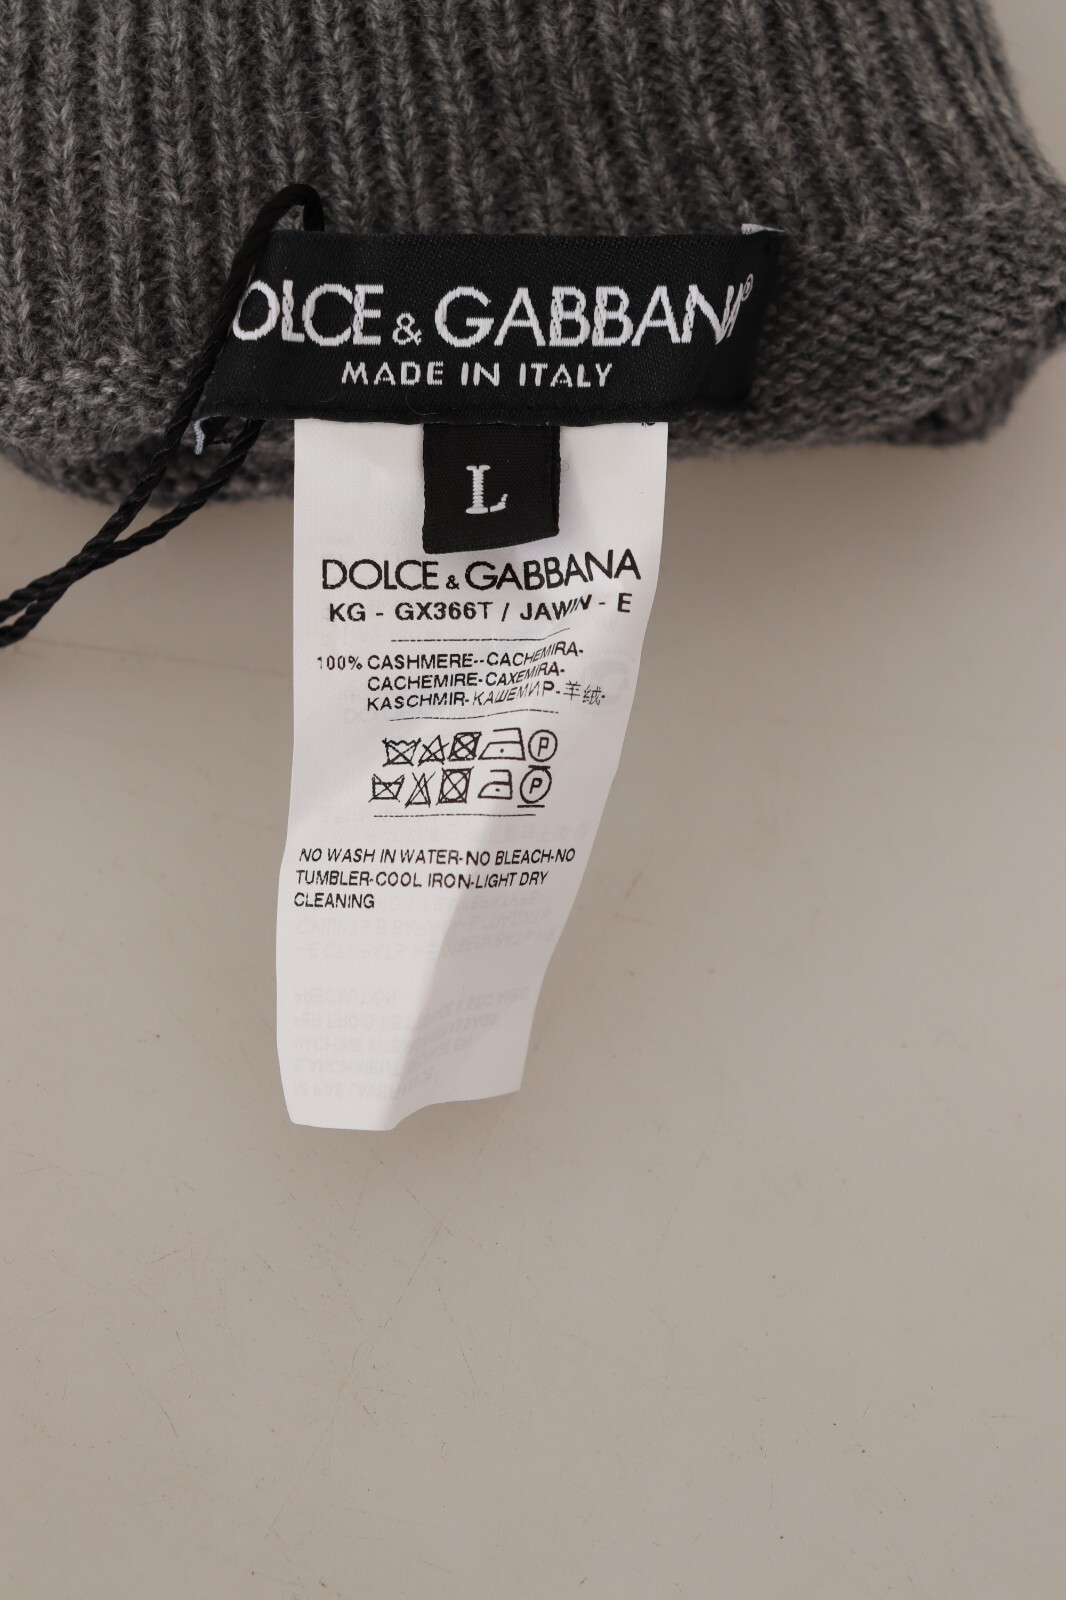 DOLCE & GABBANA
MADE IN ITALY
L
DOLCE & GABBANA
KG - GX366T / JAWIN - E
100% CASHMERE--CACHEMIRA-
CACHEMIRE-CAXEMIRA-
KASCHMIR-КАШЕМИР-羊绒-
P
P
NO WASH IN WATER-NO BLEACH-NO
TUMBLER-COOL IRON-LIGHT DRY
CLEANING